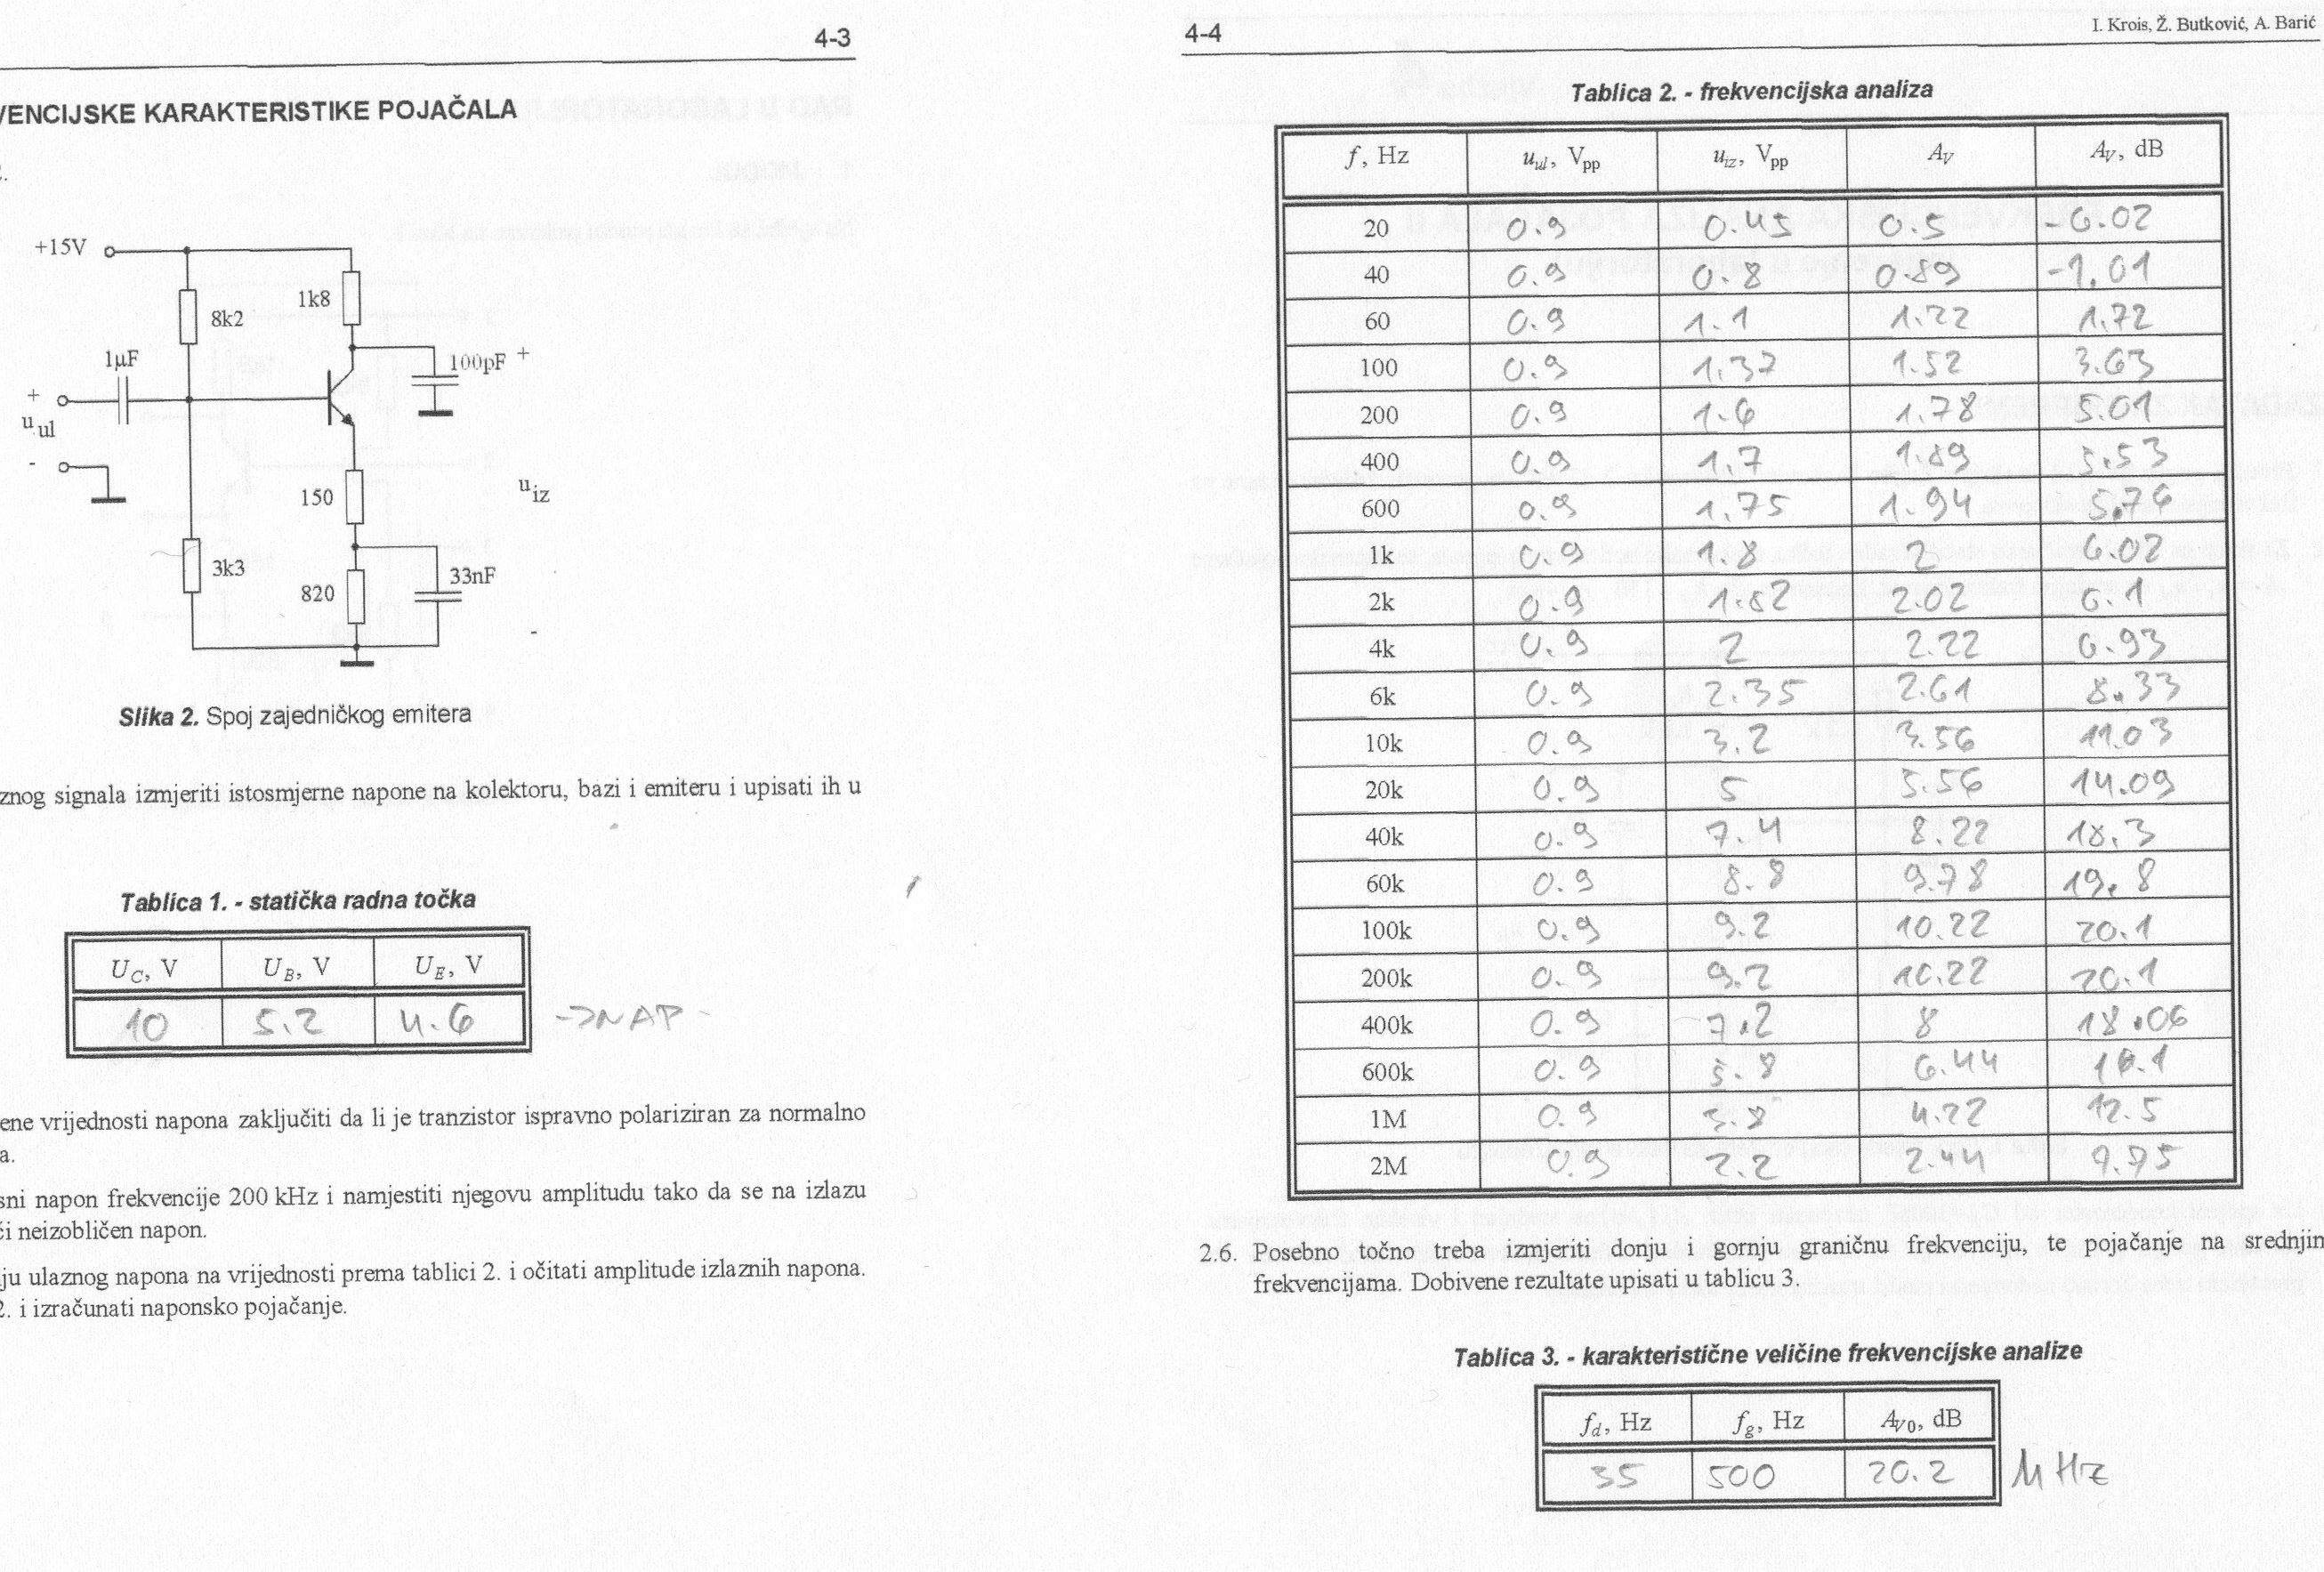 4-3
VENCIJSKE KARAKTERISTIKE POJAČALA
2.
+15V
8k2
1k8
1µF
100pF +
+
u ul
-
150
u iz
3k3
820
33nF
-
Slika 2. Spoj zajedničkog emitera
znog signala izmjeriti istosmjerne napone na kolektoru, bazi i emiteru i upisati ih u
Tablica 1. - statička radna točka
U_C, V U_B, V U_E, V
10 5.2 4.6 ->NAP
ene vrijednosti napona zaključiti da li je tranzistor ispravno polariziran za normalno
a.
sni napon frekvencije 200 kHz i namjestiti njegovu amplitudu tako da se na izlazu
ći neizobličen napon.
ju ulaznog napona na vrijednosti prema tablici 2. i očitati amplitude izlaznih napona.
2. i izračunati naponsko pojačanje.
4-4 I. Krois, Ž. Butković, A. Barić
Tablica 2. - frekvencijska analiza
f, Hz u_ul, V_pp u_iz, V_pp A_V A_V, dB
20 0.9 0.45 0.5 -6.02
40 0.9 0.8 0.89 -1.01
60 0.9 1.1 1.22 1.72
100 0.9 1.37 1.52 3.63
200 0.9 1.6 1.78 5.01
400 0.9 1.7 1.89 5.53
600 0.9 1.75 1.94 5.76
1k 0.9 1.8 2 6.02
2k 0.9 1.82 2.02 6.1
4k 0.9 2 2.22 6.93
6k 0.9 2.35 2.61 8.33
10k 0.9 3.2 3.56 11.03
20k 0.9 5 5.56 14.09
40k 0.9 7.4 8.22 18.3
60k 0.9 8.8 9.78 19.8
100k 0.9 9.2 10.22 20.1
200k 0.9 9.2 10.22 20.1
400k 0.9 7.2 8 18.06
600k 0.9 5.8 6.44 16.1
1M 0.9 3.8 4.22 12.5
2M 0.9 2.2 2.44 7.75
2.6. Posebno točno treba izmjeriti donju i gornju graničnu frekvenciju, te pojačanje na srednjim
frekvencijama. Dobivene rezultate upisati u tablicu 3.
Tablica 3. - karakteristične veličine frekvencijske analize
f_d, Hz f_g, Hz A_V0, dB
35 500 20.2 MHz